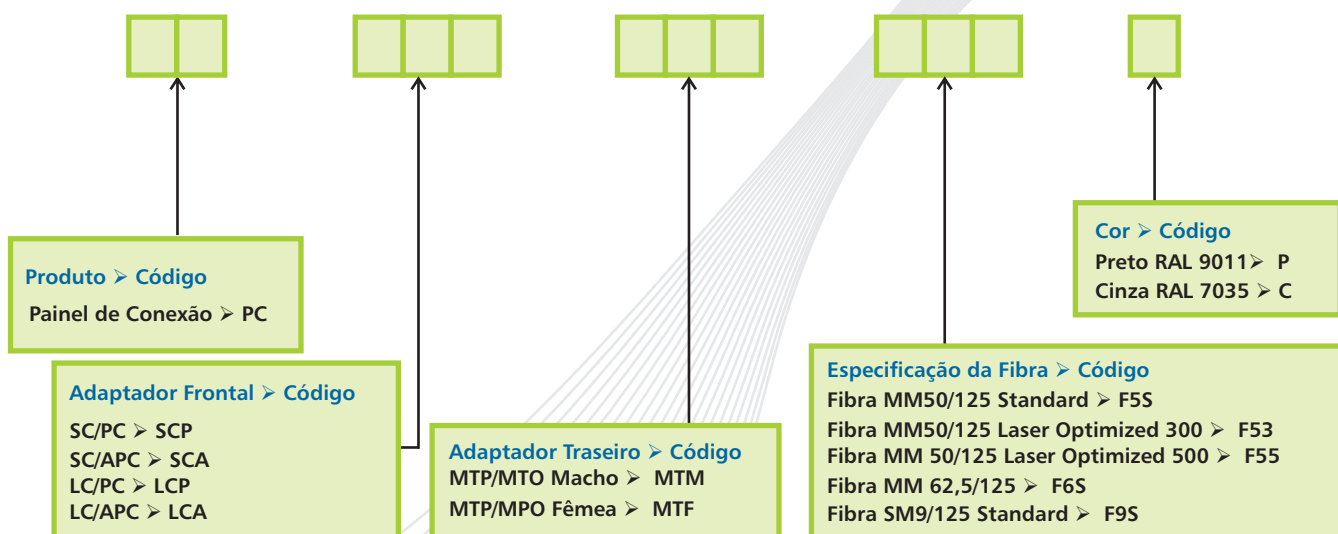 Produto ➢ Código
Painel de Conexão ➢ PC
Adaptador Frontal ➢ Código
SC/PC ➢ SCP
SC/APC ➢ SCA
LC/PC ➢ LCP
LC/APC ➢ LCA
Adaptador Traseiro ➢ Código
MTP/MTO Macho ➢ MTM
MTP/MPO Fêmea ➢ MTF
Especificação da Fibra ➢ Código
Fibra MM50/125 Standard ➢ F5S
Fibra MM50/125 Laser Optimized 300 ➢ F53
Fibra MM 50/125 Laser Optimized 500 ➢ F55
Fibra MM 62,5/125 ➢ F6S
Fibra SM9/125 Standard ➢ F9S
Cor ➢ Código
Preto RAL 9011➢ P
Cinza RAL 7035 ➢ C